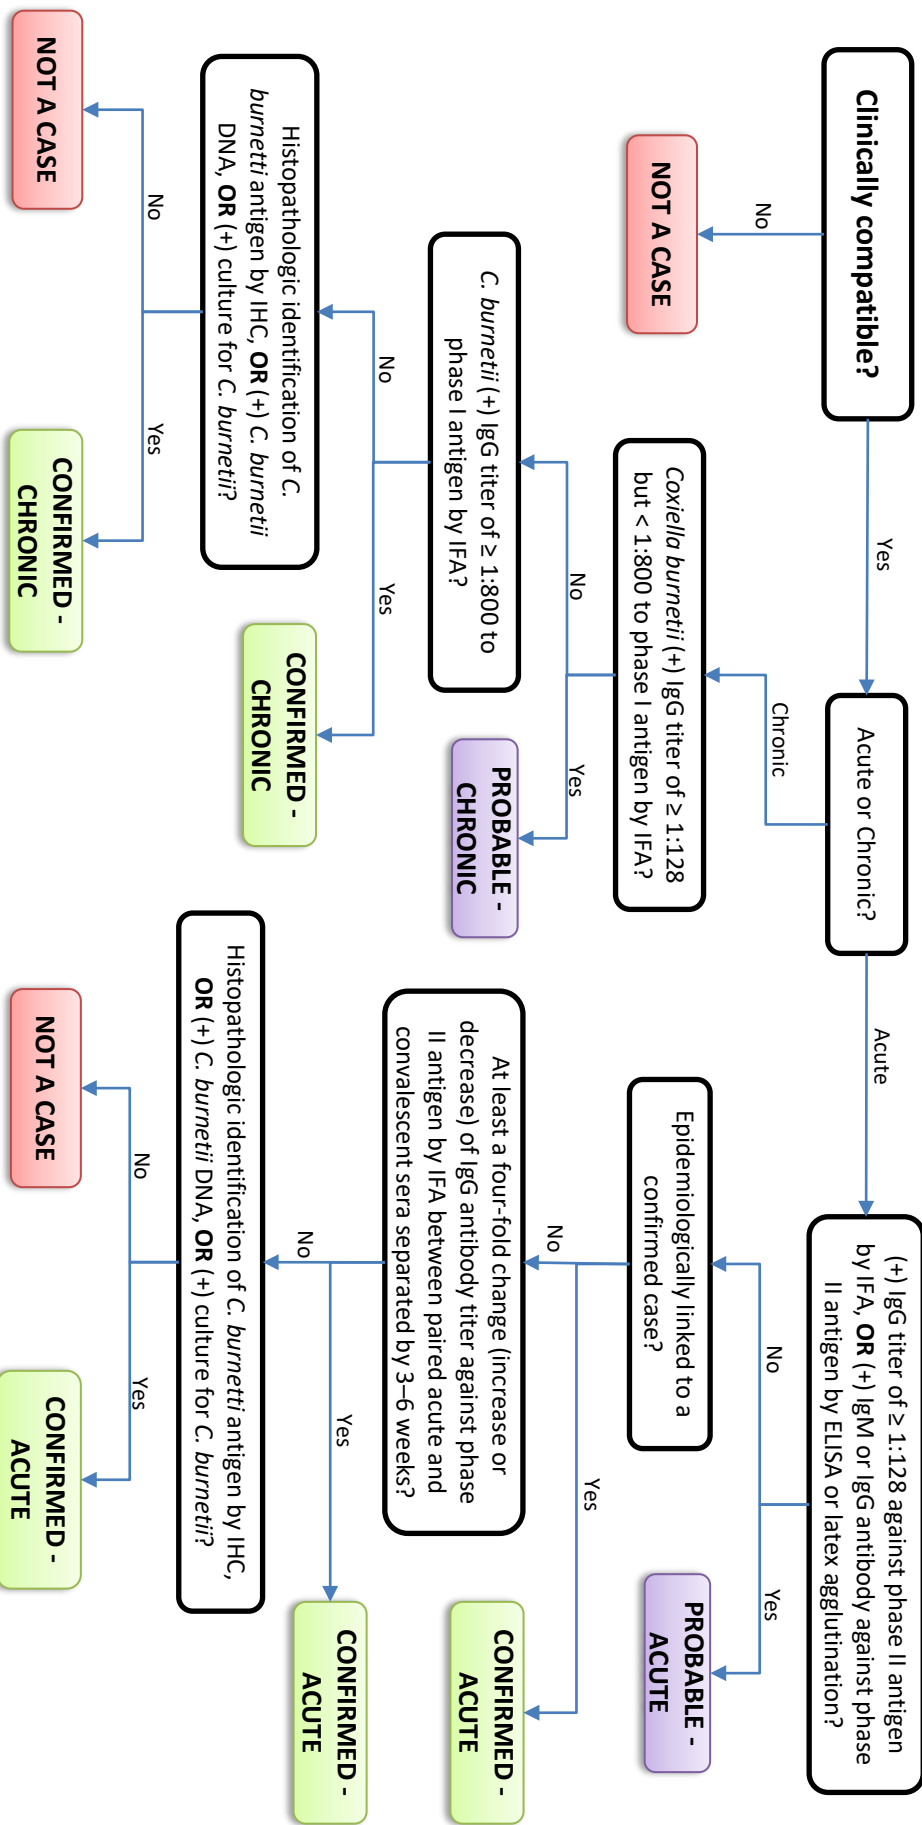 Clinically compatible?
No
NOT A CASE
Yes
Acute or Chronic?
Chronic
Coxiella burnetii (+) IgG titer of ≥ 1:128
but < 1:800 to phase I antigen by IFA?
No
Yes
PROBABLE -
CHRONIC
C. burnetii (+) IgG titer of ≥ 1:800 to
phase I antigen by IFA?
No
Yes
CONFIRMED -
CHRONIC
Histopathologic identification of C.
burnetti antigen by IHC, OR (+) C. burnetii
DNA, OR (+) culture for C. burnetii?
No
Yes
NOT A CASE
CONFIRMED -
CHRONIC
Acute
(+) IgG titer of ≥ 1:128 against phase II antigen
by IFA, OR (+) IgM or IgG antibody against phase
II antigen by ELISA or latex agglutination?
No
Yes
PROBABLE -
ACUTE
Epidemiologically linked to a
confirmed case?
No
Yes
CONFIRMED -
ACUTE
At least a four-fold change (increase or
decrease) of IgG antibody titer against phase
II antigen by IFA between paired acute and
convalescent sera separated by 3–6 weeks?
No
Yes
CONFIRMED -
ACUTE
Histopathologic identification of C. burnetti antigen by IHC,
OR (+) C. burnetii DNA, OR (+) culture for C. burnetii?
No
Yes
NOT A CASE
CONFIRMED -
ACUTE